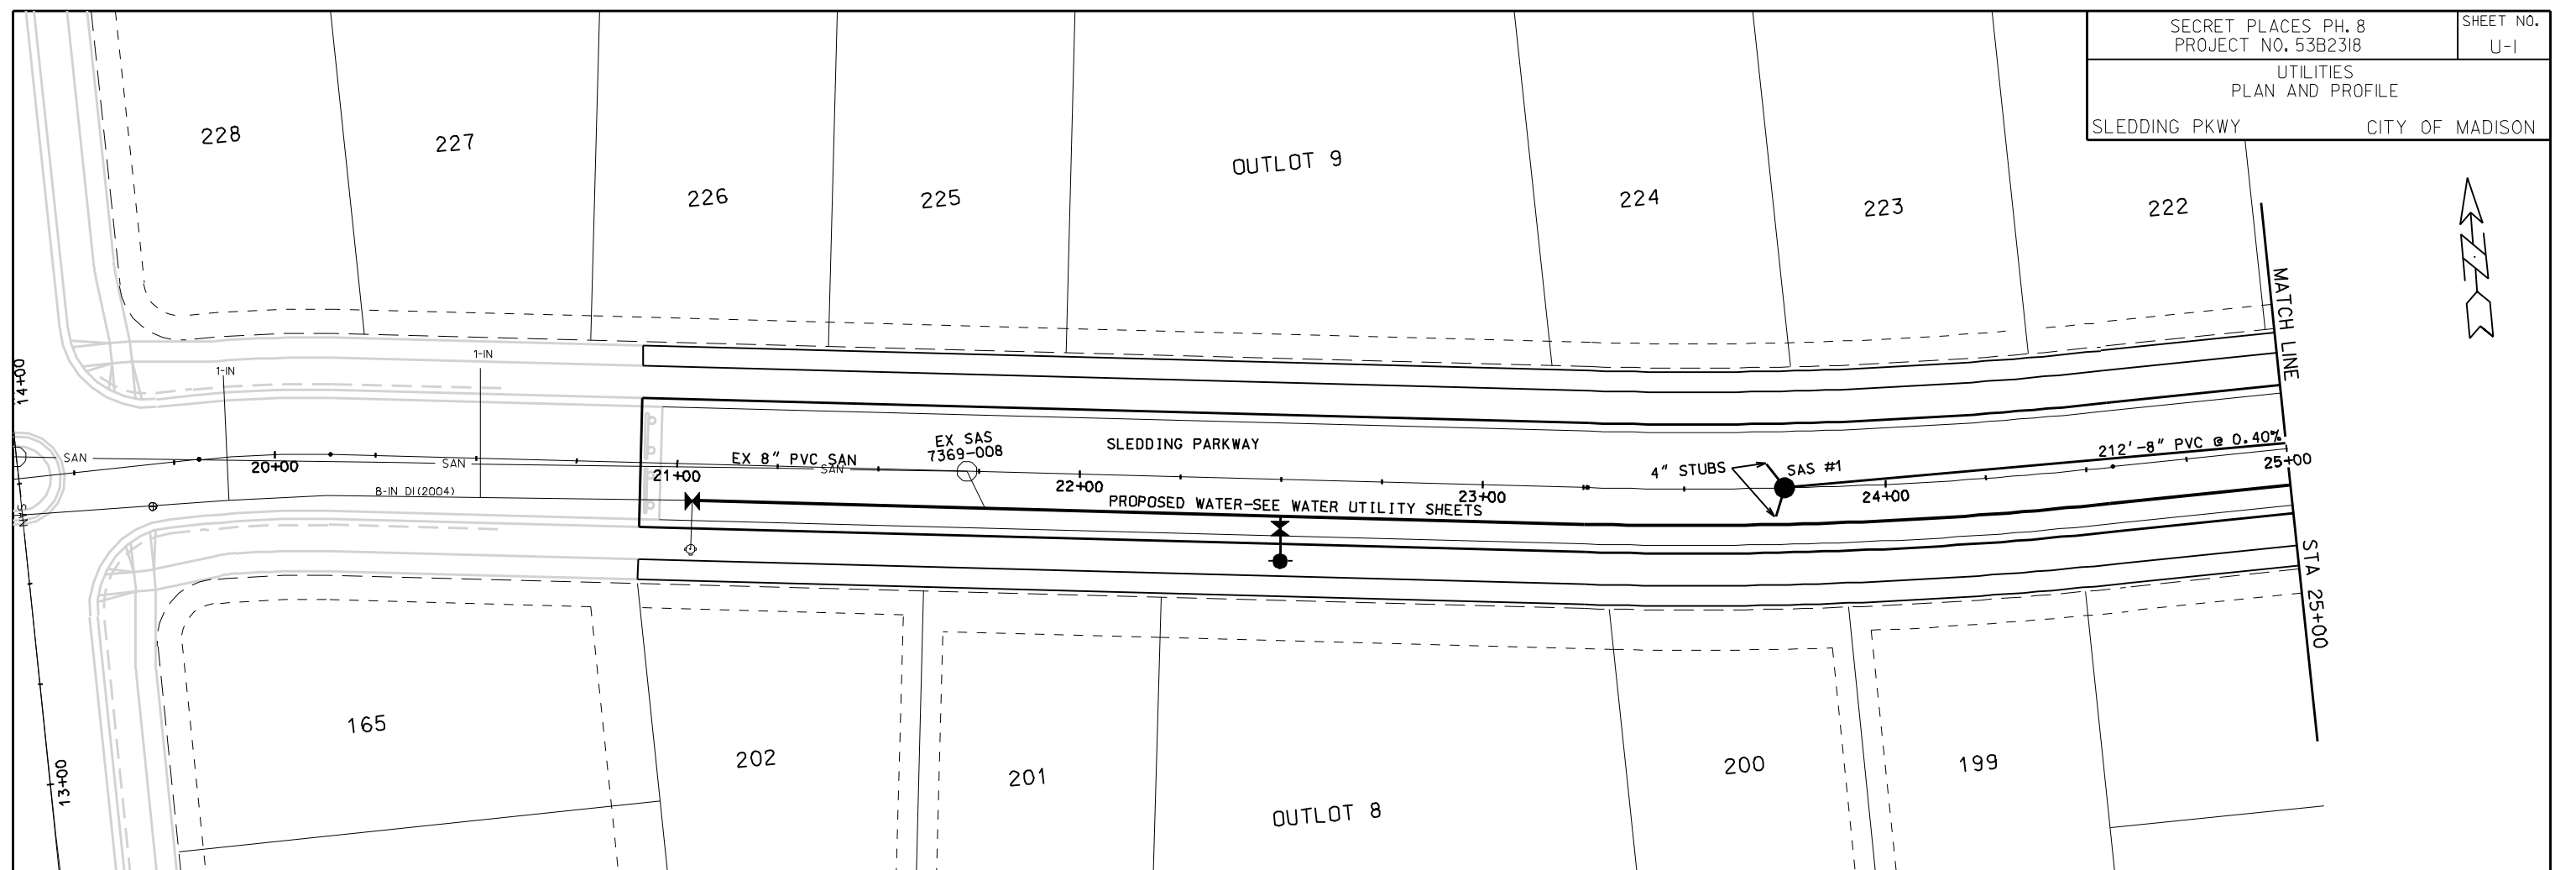 SECRET PLACES PH. 8
PROJECT NO. 53B2318
SHEET NO.
U-1
UTILITIES
PLAN AND PROFILE
SLEDDING PKWY
CITY OF MADISON
228
227
226
225
OUTLOT 9
224
223
222
MATCH LINE
14+00
1-IN
1-IN
SAN
20+00
SAN
8-IN DI(2004)
21+00
EX 8" PVC SAN
SAN
EX SAS
7369-008
SLEDDING PARKWAY
22+00
PROPOSED WATER-SEE WATER UTILITY SHEETS
23+00
4" STUBS
SAS #1
24+00
212'-8" PVC @ 0.40%
25+00
SAN
STA 25+00
13+00
165
202
201
OUTLOT 8
200
199